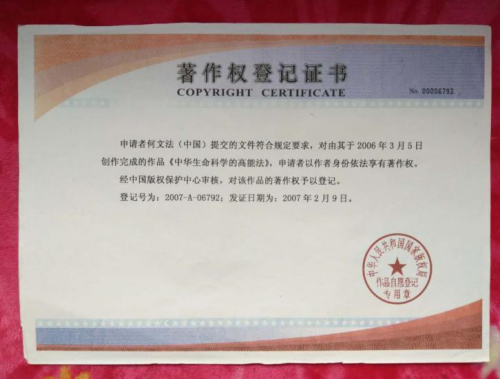 著作权登记证书
COPYRIGHT CERTIFICATE
No. 00006792
申请者何文法（中国）提交的文件符合规定要求，对由其于2006年3月5日
创作完成的作品《中华生命科学的高能法》，申请者以作者身份依法享有著作权。
经中国版权保护中心审核，对该作品的著作权予以登记。
登记号为：2007-A-06792；发证日期为：2007年2月9日。
中华人民共和国国家版权局
作品自愿登记
专用章